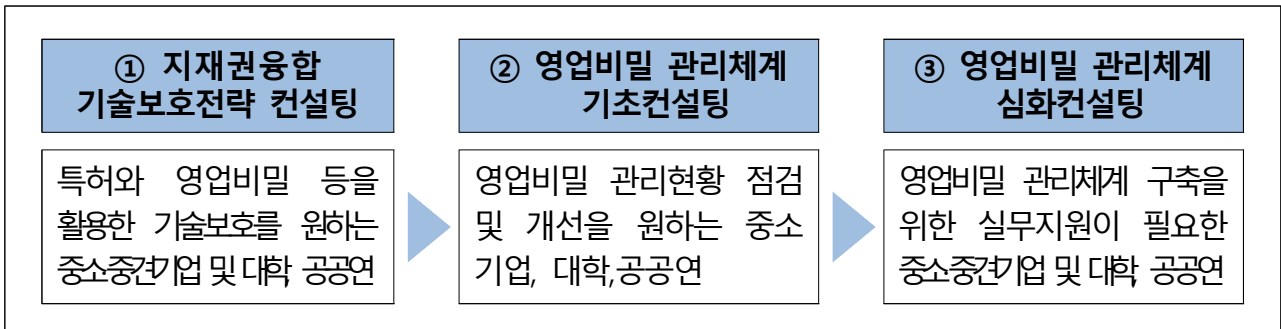 ① 지재권융합
기술보호전략 컨설팅
특허와 영업비밀 등을
활용한 기술보호를 원하는
중소·중견기업 및 대학, 공공연
② 영업비밀 관리체계
기초컨설팅
영업비밀 관리현황 점검
및 개선을 원하는 중소
기업, 대학,공공연
③ 영업비밀 관리체계
심화컨설팅
영업비밀 관리체계 구축을
위한 실무지원이 필요한
중소·중견기업 및 대학, 공공연